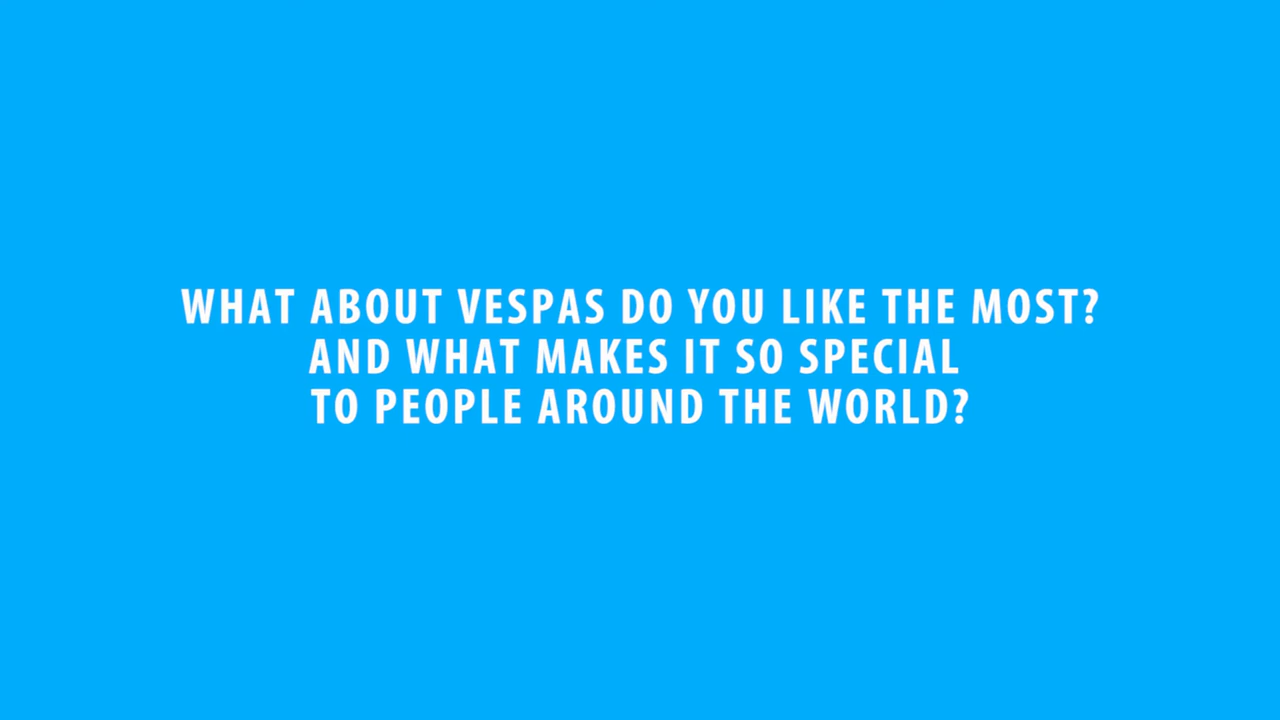 WHAT ABOUT VESPAS DO YOU LIKE THE MOST?
AND WHAT MAKES IT SO SPECIAL
TO PEOPLE AROUND THE WORLD?